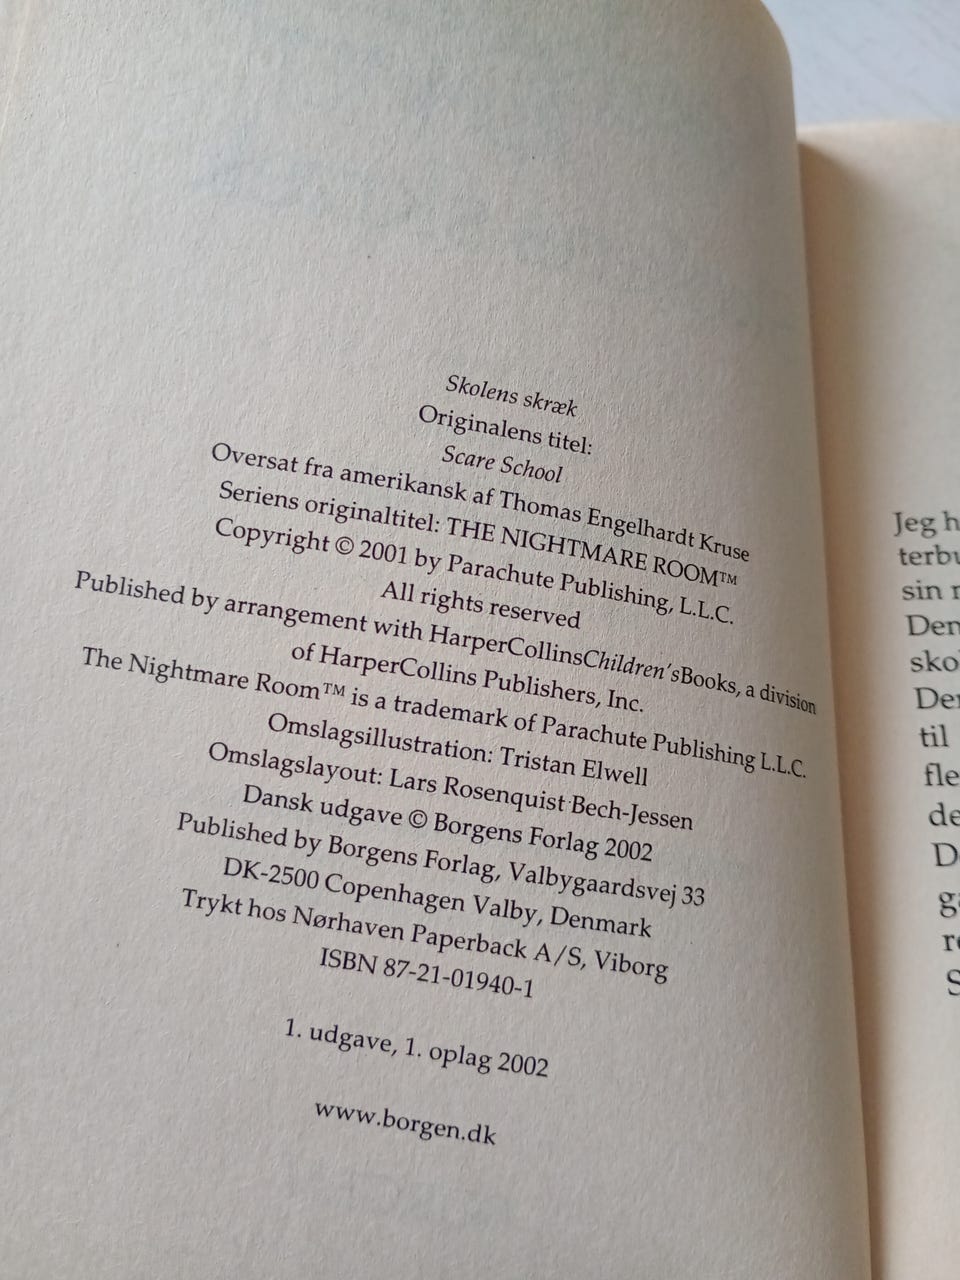 Skolens skræk
Originalens titel:
Scare School
Oversat fra amerikansk af Thomas Engelhardt Kruse
Seriens originaltitel: THE NIGHTMARE ROOM™
Copyright © 2001 by Parachute Publishing, L.L.C.
All rights reserved
Published by arrangement with HarperCollinsChildren'sBooks, a division
of HarperCollins Publishers, Inc.
The Nightmare Room™ is a trademark of Parachute Publishing L.L.C.
Omslagsillustration: Tristan Elwell
Omslagslayout: Lars Rosenquist Bech-Jessen
Dansk udgave © Borgens Forlag 2002
Published by Borgens Forlag, Valbygaardsvej 33
DK-2500 Copenhagen Valby, Denmark
Trykt hos Nørhaven Paperback A/S, Viborg
ISBN 87-21-01940-1
1. udgave, 1. oplag 2002
www.borgen.dk
Jeg
sin
til